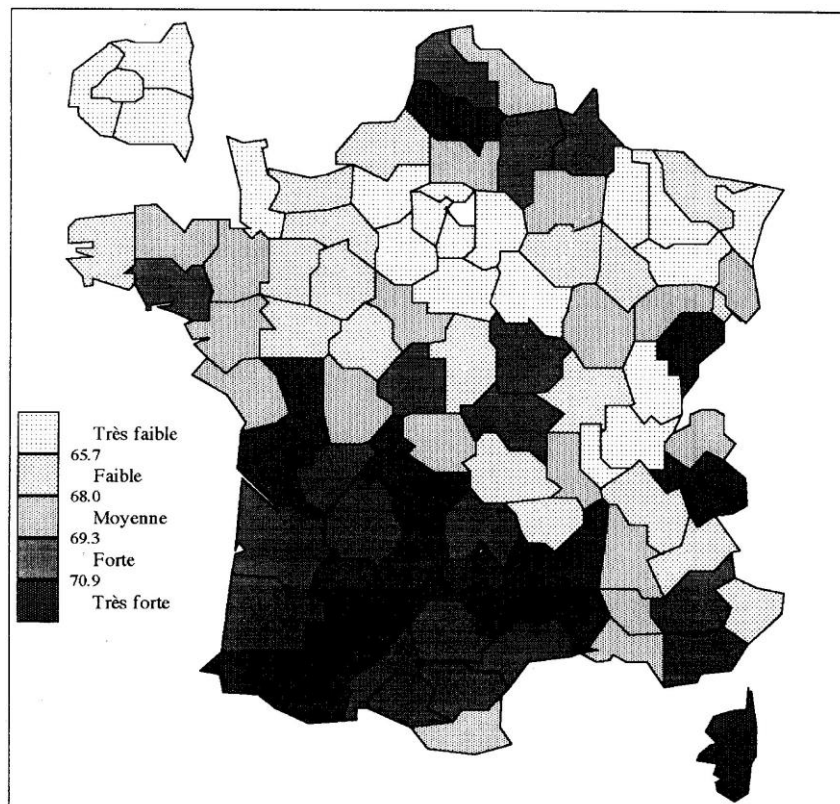 Très faible
65.7
Faible
68.0
Moyenne
69.3
Forte
70.9
Très forte